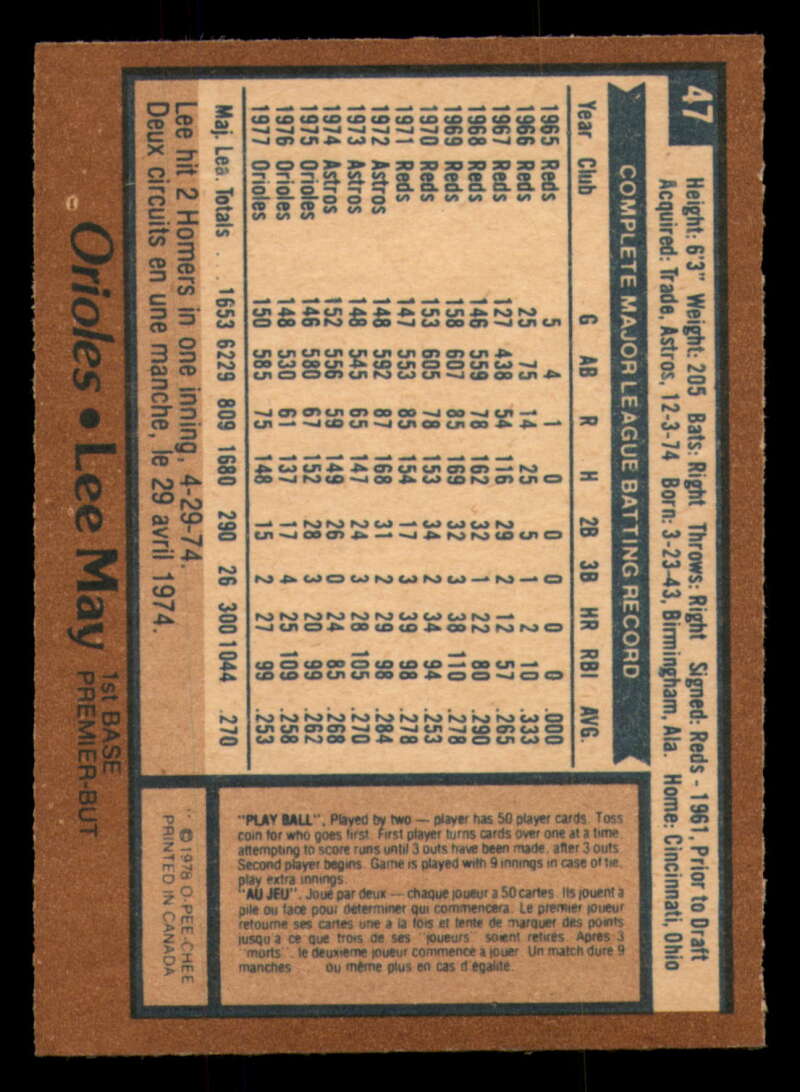 47
Height: 6'3" Weight: 205 Bats: Right Throws: Right Signed: Reds - 1961, Prior to Draft
Acquired: Trade, Astros, 12-3-74 Born: 3-23-43, Birmingham, Ala. Home: Cincinnati, Ohio
COMPLETE MAJOR LEAGUE BATTING RECORD
Year Club G AB R H 2B 3B HR RBI AVG.
1965 Reds 5 4 1 0 0 0 0 0 .000
1966 Reds 25 75 14 25 5 1 2 10 .333
1967 Reds 127 438 54 116 29 2 12 57 .265
1968 Reds 146 559 78 162 32 1 22 80 .290
1969 Reds 158 607 85 169 32 3 38 110 .278
1970 Reds 153 605 78 153 34 2 34 94 .253
1971 Reds 147 553 85 154 17 3 39 98 .278
1972 Astros 148 592 87 168 31 2 29 98 .284
1973 Astros 148 545 65 147 24 3 28 105 .270
1974 Astros 152 556 59 149 26 0 24 85 .268
1975 Orioles 146 580 67 152 28 3 20 99 .262
1976 Orioles 148 530 61 137 17 4 25 109 .258
1977 Orioles 150 585 75 148 15 2 27 99 .253
Maj. Lea. Totals ... 1653 6229 809 1680 290 26 300 1044 .270
Lee hit 2 Homers in one inning, 4-29-74.
Deux circuits en une manche, le 29 avril 1974.
"PLAY BALL", Played by two — player has 50 player cards. Toss
coin for who goes first. First player turns cards over one at a time,
attempting to score runs until 3 outs have been made, after 3 outs
Second player begins. Game is played with 9 innings in case of tie,
play extra innings.
"AU JEU". Joué par deux — chaque joueur a 50 cartes. Ils jouent à
pile ou face pour déterminer qui commencera. Le premier joueur
retourne ses cartes une à la fois et tente de marquer des points
jusqu'à ce que trois de ses "joueurs" soient retirés. Après 3
"morts", le deuxième joueur commence à jouer. Un match dure 9
manches ou même plus en cas d'égalité.
© 1978 O-PEE-CHEE
PRINTED IN CANADA
Orioles • Lee May
1st BASE
PREMIER-BUT